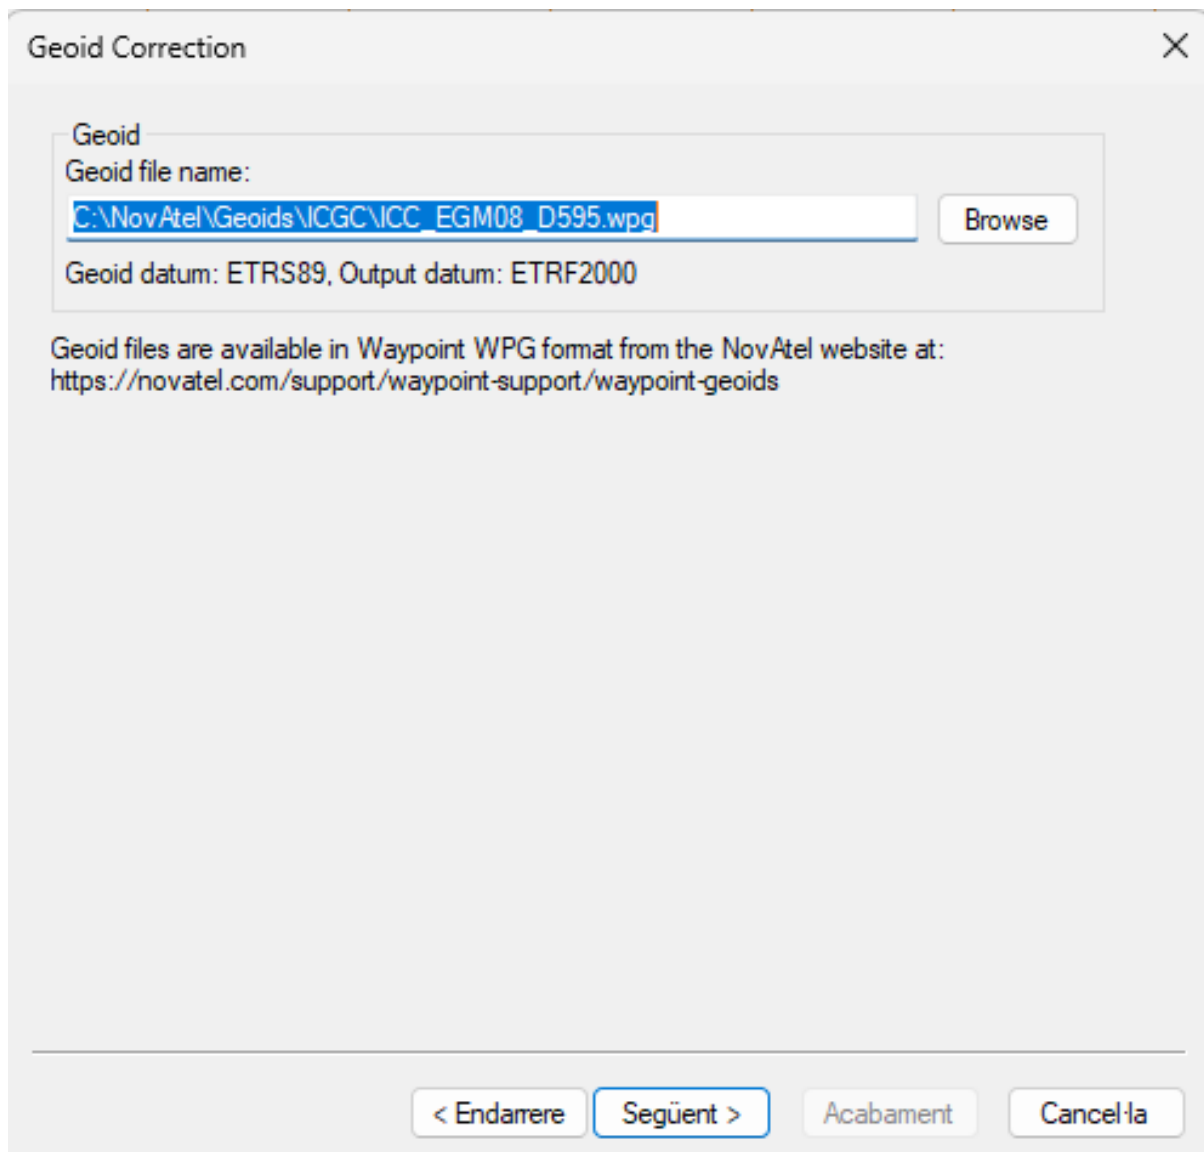 Geoid Correction
Geoid
Geoid file name:
C:\NovAtel\Geoids\ICGC\ICC_EGM08_D595.wpg
Browse
Geoid datum: ETRS89, Output datum: ETRF2000
Geoid files are available in Waypoint WPG format from the NovAtel website at:
https://novatel.com/support/waypoint-support/waypoint-geoids
< Endarrere
Següent >
Acabament
Cancel·la